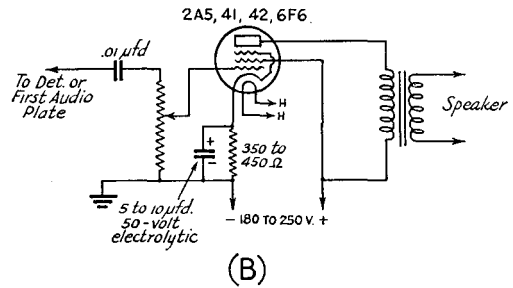 2A5, 41, 42, 6F6.
.01 µfd
To Det. or
First Audio
Plate
H
H
Speaker
+
-
350 to
450 Ω
5 to 10 µfd.
50-volt
electrolytic
- 180 TO 250 V. +
(B)